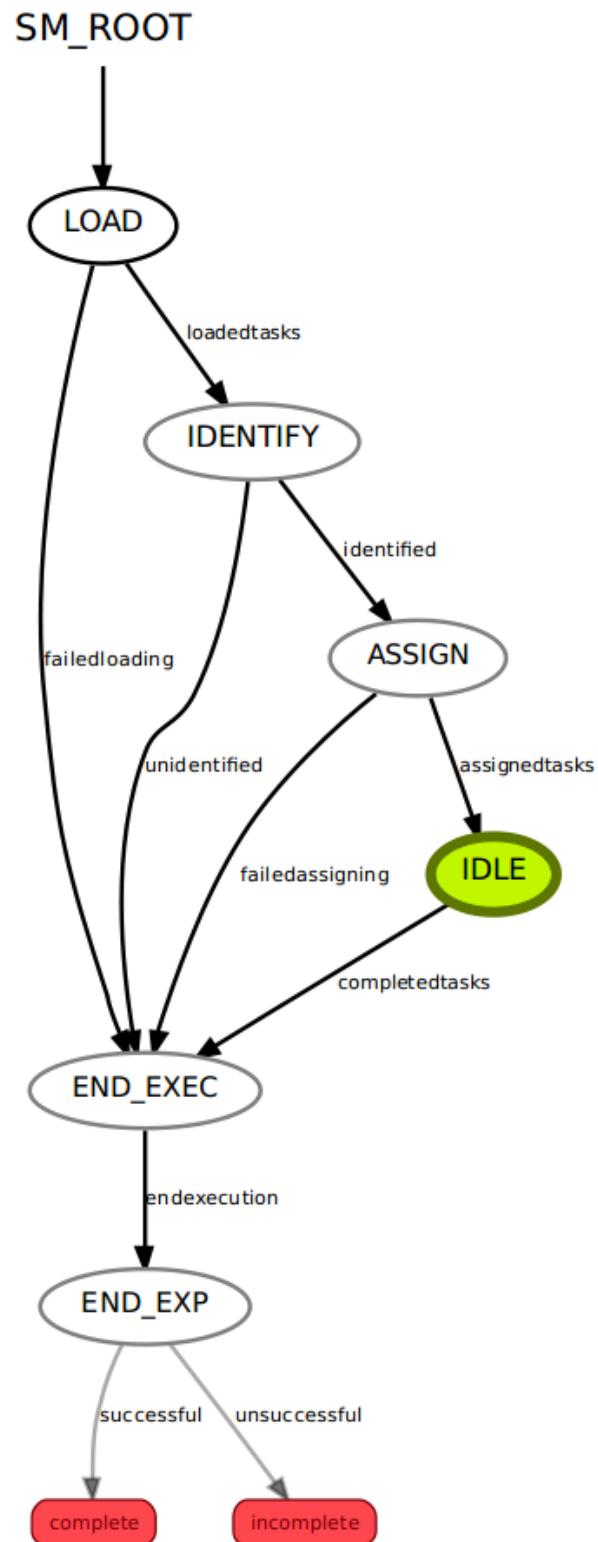 SM_ROOT
LOAD
loadedtasks
IDENTIFY
identified
ASSIGN
failedloading
unidentified
assignedtasks
IDLE
failedassigning
completedtasks
END_EXEC
endexecution
END_EXP
successful
unsuccessful
complete
incomplete